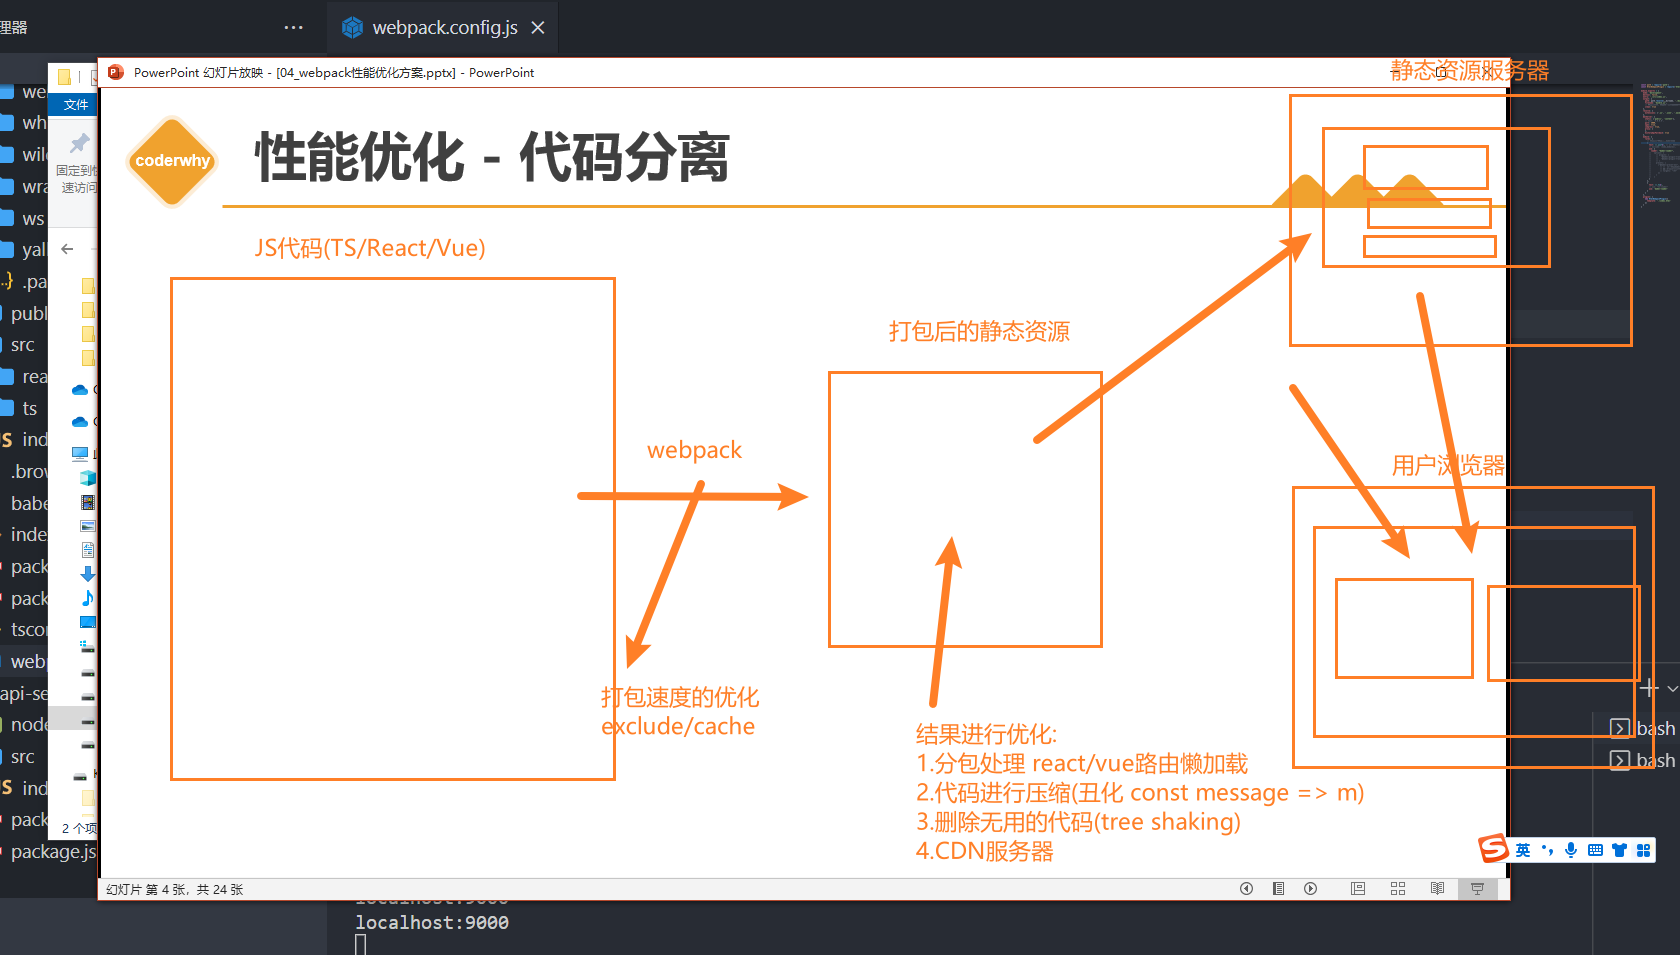 理器
webpack.config.js
PowerPoint 幻灯片放映 - [04_webpack性能优化方案.pptx] - PowerPoint
静态资源服务器
we
文件
wh
wil
固定到快
速访问
wra
ws
yal
.pa
publ
src
rea
ts
JS ind
.brow
babe
index
pack
pack
tscon
webp
api-se
node
src
JS ind
pack
package.js
2 个项
coderwhy
性能优化 - 代码分离
JS代码(TS/React/Vue)
打包后的静态资源
webpack
用户浏览器
打包速度的优化
exclude/cache
结果进行优化:
1.分包处理 react/vue路由懒加载
2.代码进行压缩(丑化 const message => m)
3.删除无用的代码(tree shaking)
4.CDN服务器
bash
bash
英
幻灯片 第 4 张，共 24 张
localhost:9000
localhost:9000